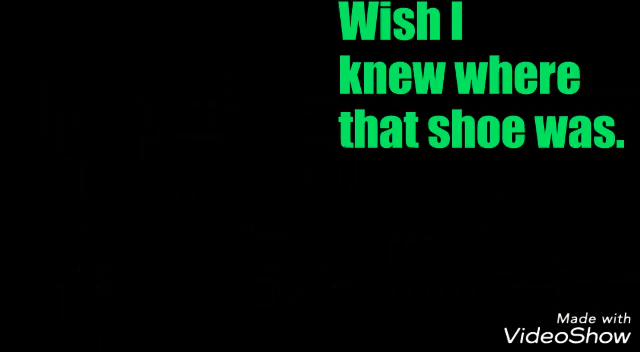 Wish I
knew where
that shoe was.
Made with
VideoShow